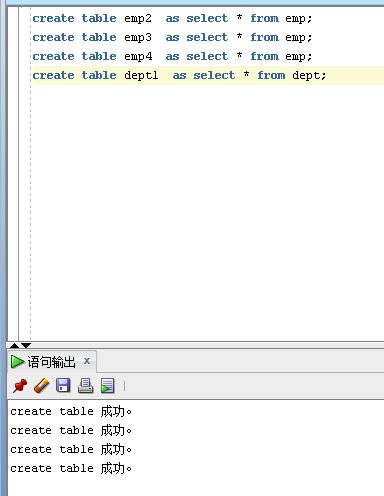 create table emp2  as select * from emp;
create table emp3  as select * from emp;
create table emp4  as select * from emp;
create table dept1  as select * from dept;
语句输出 x
create table 成功。
create table 成功。
create table 成功。
create table 成功。